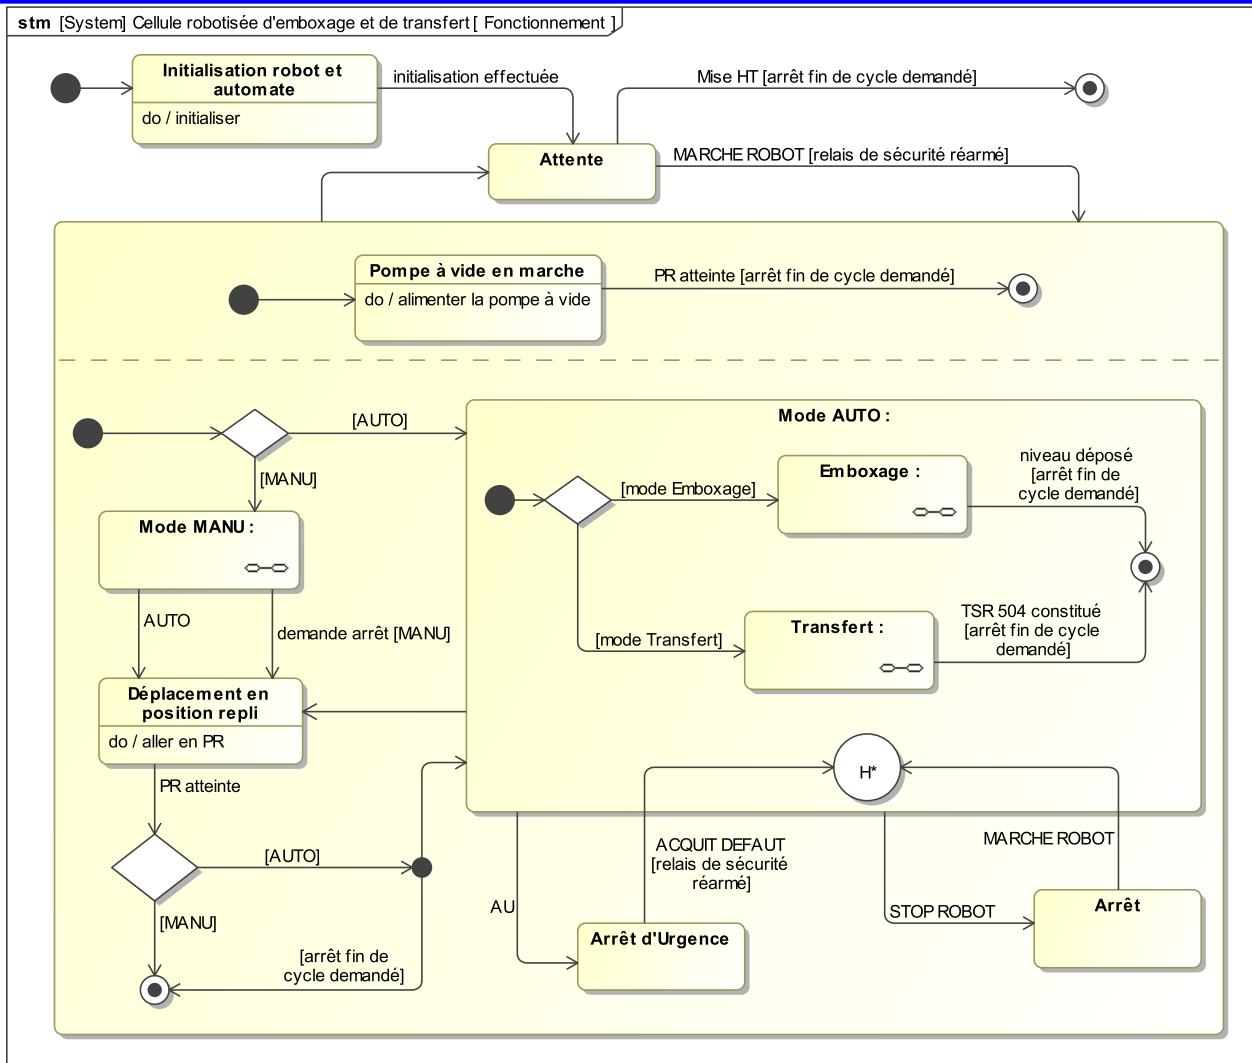 stm [System] Cellule robotisée d'emboxage et de transfert [ Fonctionnement ]
Initialisation robot et
automate
do / initialiser
initialisation effectuée
Mise HT [arrêt fin de cycle demandé]
Attente
MARCHE ROBOT [relais de sécurité réarmé]
Pompe à vide en marche
do / alimenter la pompe à vide
PR atteinte [arrêt fin de cycle demandé]
[AUTO]
[MANU]
Mode MANU :
AUTO
demande arrêt [MANU]
Déplacement en
position repli
do / aller en PR
PR atteinte
[AUTO]
[MANU]
[arrêt fin de
cycle demandé]
Mode AUTO :
[mode Emboxage]
Emboxage :
niveau déposé
[arrêt fin de
cycle demandé]
[mode Transfert]
Transfert :
TSR 504 constitué
[arrêt fin de cycle
demandé]
H*
AU
ACQUIT DEFAUT
[relais de sécurité
réarmé]
Arrêt d'Urgence
STOP ROBOT
MARCHE ROBOT
Arrêt